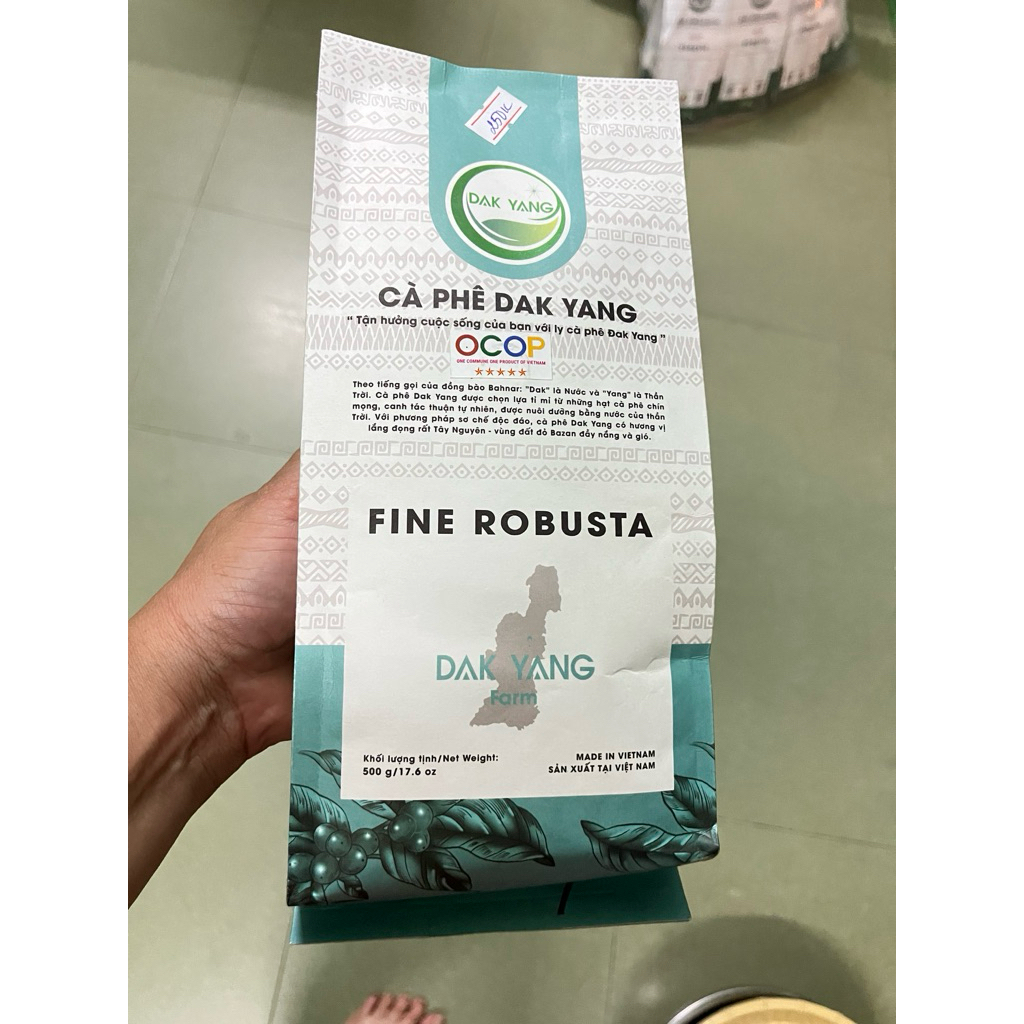 250k
DAK YANG
CÀ PHÊ DAK YANG
" Tận hưởng cuộc sống của bạn với ly cà phê Đak Yang "
OCOP
ONE COMMUNE ONE PRODUCT OF VIETNAM
Theo tiếng gọi của đồng bào Bahnar: "Dak" là Nước và "Yang" là Thần
Trời. Cà phê Dak Yang được chọn lựa tỉ mỉ từ những hạt cà phê chín
mọng, canh tác thuận tự nhiên, được nuôi dưỡng bằng nước của thần
Trời. Với phương pháp sơ chế độc đáo, cà phê Dak Yang có hương vị
lắng đọng rất Tây Nguyên - vùng đất đỏ Bazan đầy nắng và gió.
FINE ROBUSTA
DAK YANG
Farm
Khối lượng tịnh/Net Weight:
500 g/17.6 oz
MADE IN VIETNAM
SẢN XUẤT TẠI VIỆT NAM